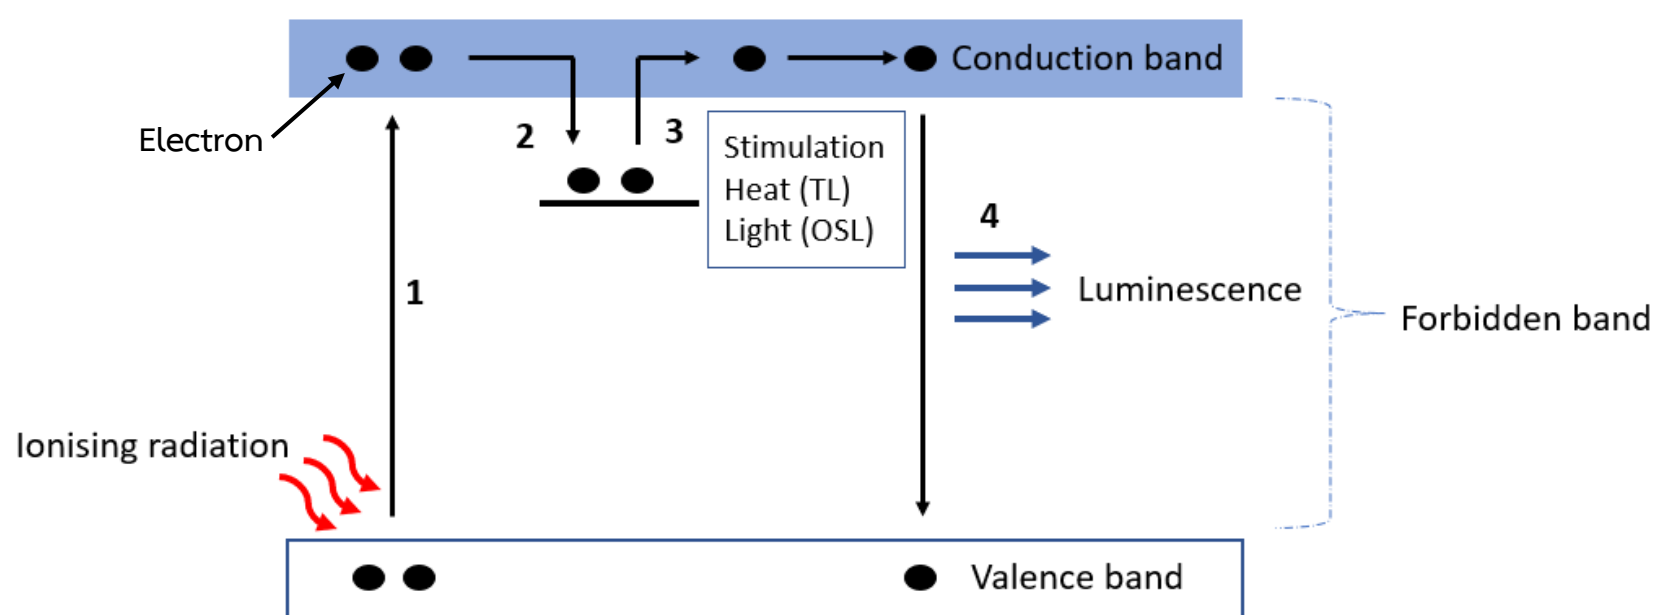 Conduction band
Electron
2
3
Stimulation
Heat (TL)
Light (OSL)
4
1
Luminescence
Forbidden band
Ionising radiation
Valence band